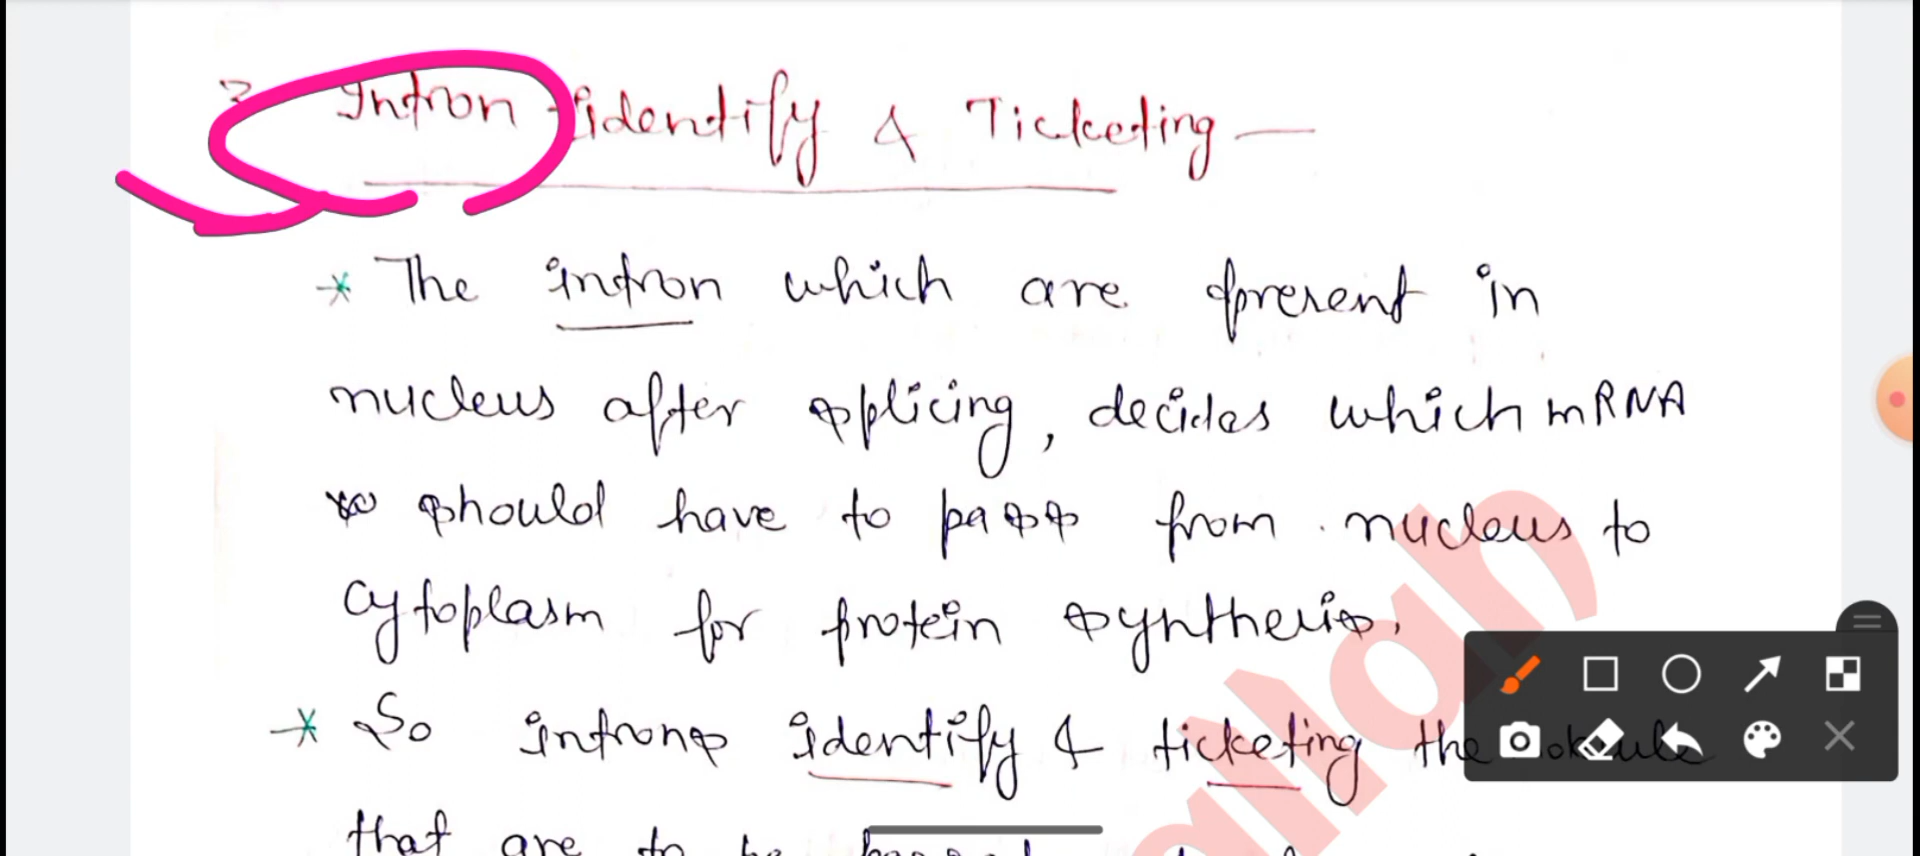 Intron identify & Ticketing —
* The intron which are present in
nucleus after splicing, decides which mRNA
should have to pass from nucleus to
cytoplasm for protein synthesis.
* So introns identify & ticketing the
that are to be